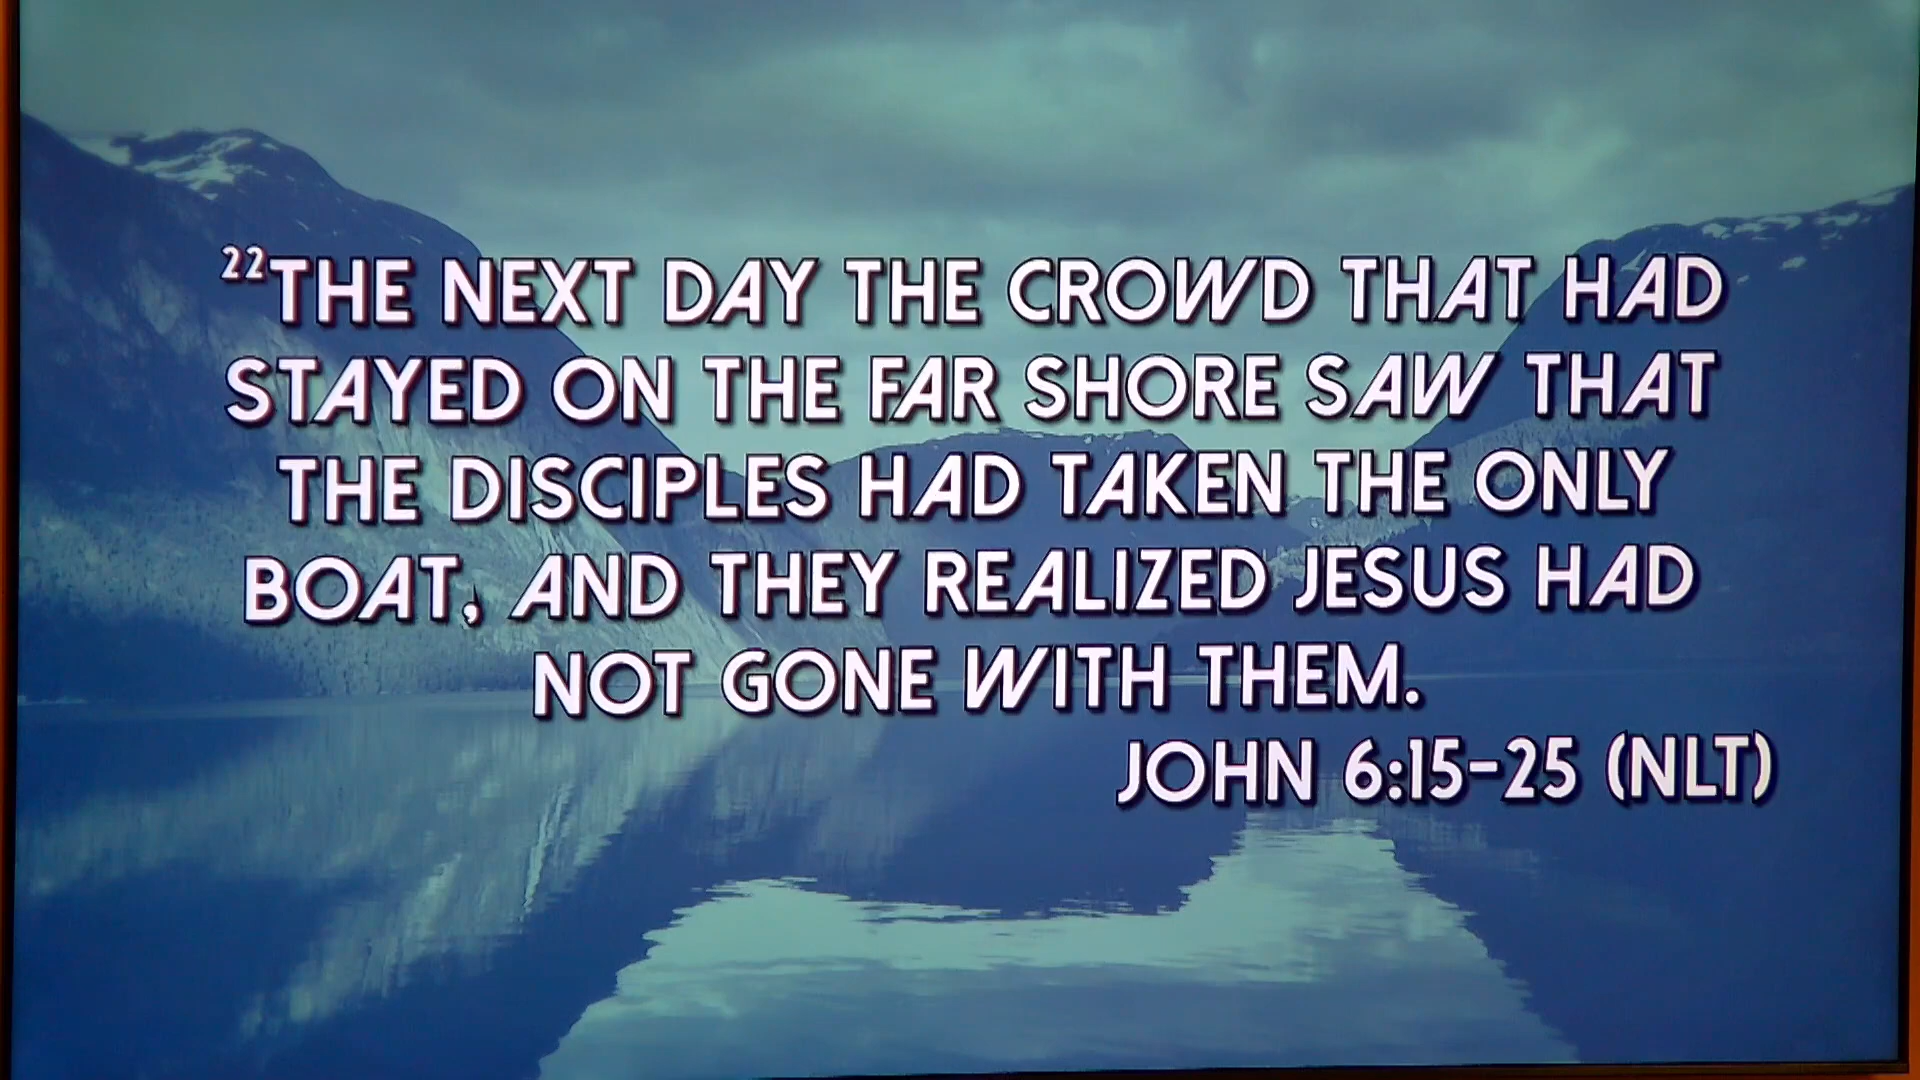 ²²THE NEXT DAY THE CROWD THAT HAD
STAYED ON THE FAR SHORE SAW THAT
THE DISCIPLES HAD TAKEN THE ONLY
BOAT, AND THEY REALIZED JESUS HAD
NOT GONE WITH THEM.
JOHN 6:15-25 (NLT)